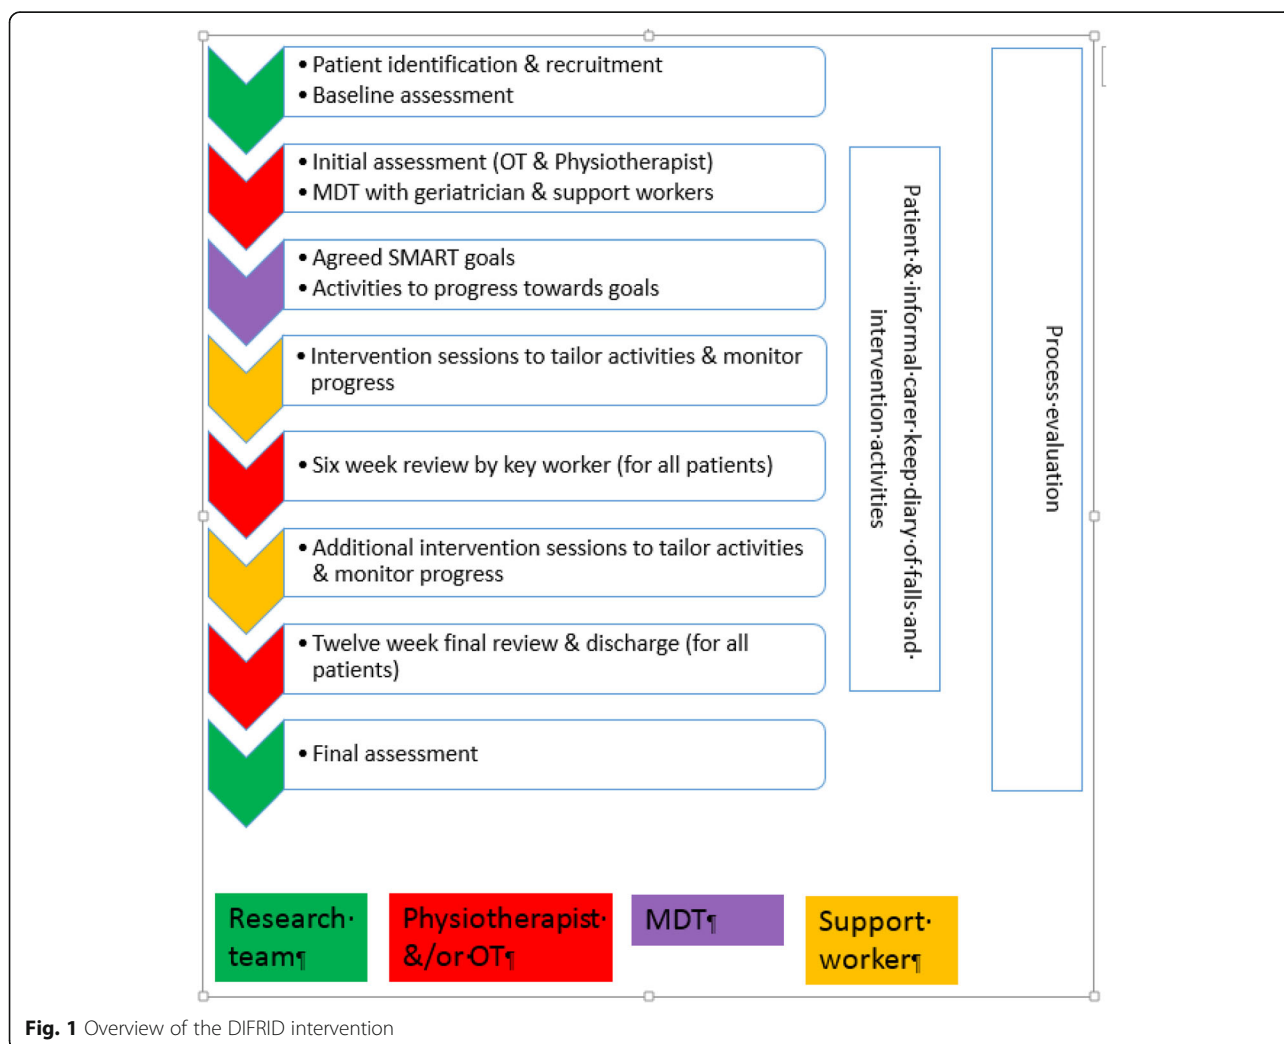 • Patient identification & recruitment
• Baseline assessment
• Initial assessment (OT & Physiotherapist)
• MDT with geriatrician & support workers
• Agreed SMART goals
• Activities to progress towards goals
• Intervention sessions to tailor activities & monitor
progress
• Six week review by key worker (for all patients)
• Additional intervention sessions to tailor activities
& monitor progress
• Twelve week final review & discharge (for all
patients)
• Final assessment
Patient·&·informal·carer·keep·diary·of·falls·and·
intervention·activities
Process·evaluation
Research·
team¶
Physiotherapist·
&/or·OT¶
MDT¶
Support·
worker¶
Fig. 1 Overview of the DIFRID intervention